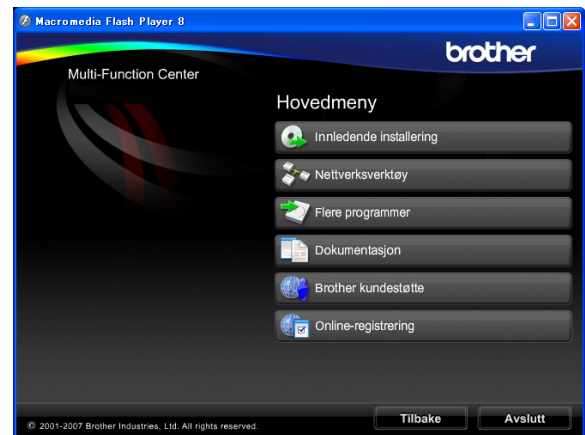 Macromedia Flash Player 8
brother
Multi-Function Center
Hovedmeny
Innledende installering
Nettverksverktøy
Flere programmer
Dokumentasjon
Brother kundestøtte
Online-registrering
Tilbake
Avslutt
© 2001-2007 Brother Industries, Ltd. All rights reserved.